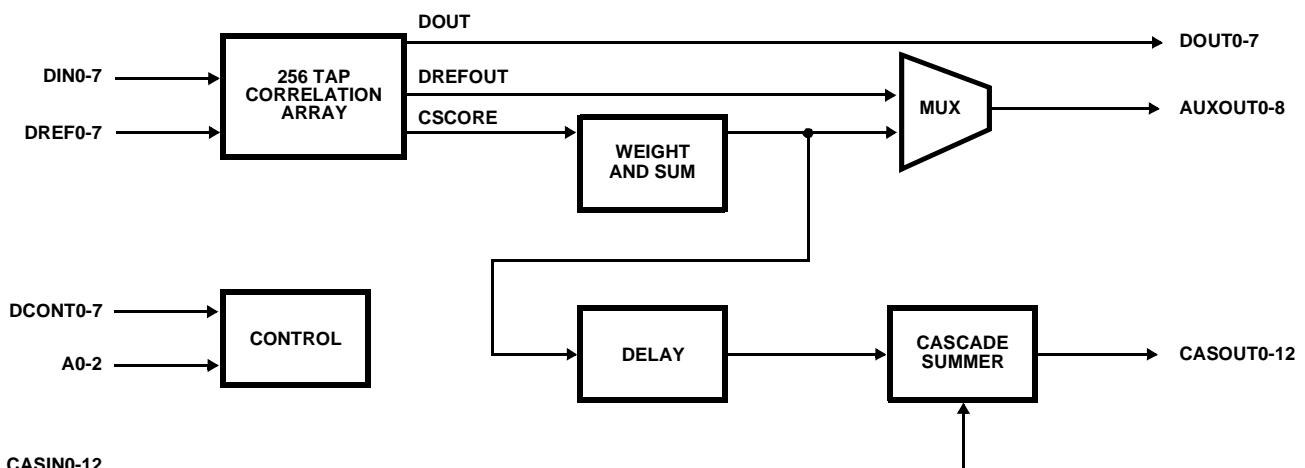 DOUT
DOUT0-7
DIN0-7
256 TAP
CORRELATION
ARRAY
DREFOUT
MUX
AUXOUT0-8
DREF0-7
CSCORE
WEIGHT
AND SUM
DCONT0-7
CONTROL
A0-2
DELAY
CASCADE
SUMMER
CASOUT0-12
CASIN0-12